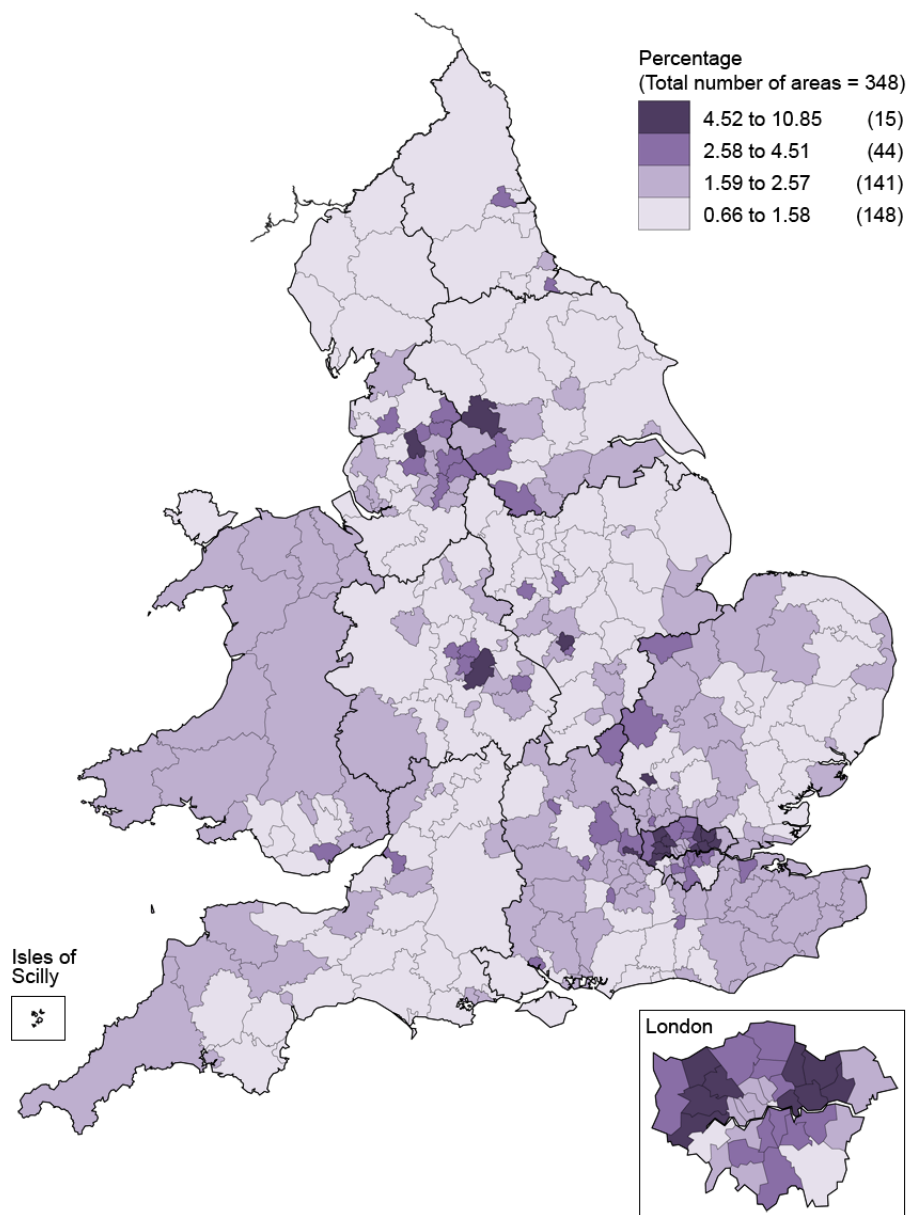 Percentage
(Total number of areas = 348)
4.52 to 10.85 (15)
2.58 to 4.51 (44)
1.59 to 2.57 (141)
0.66 to 1.58 (148)
Isles of
Scilly
London